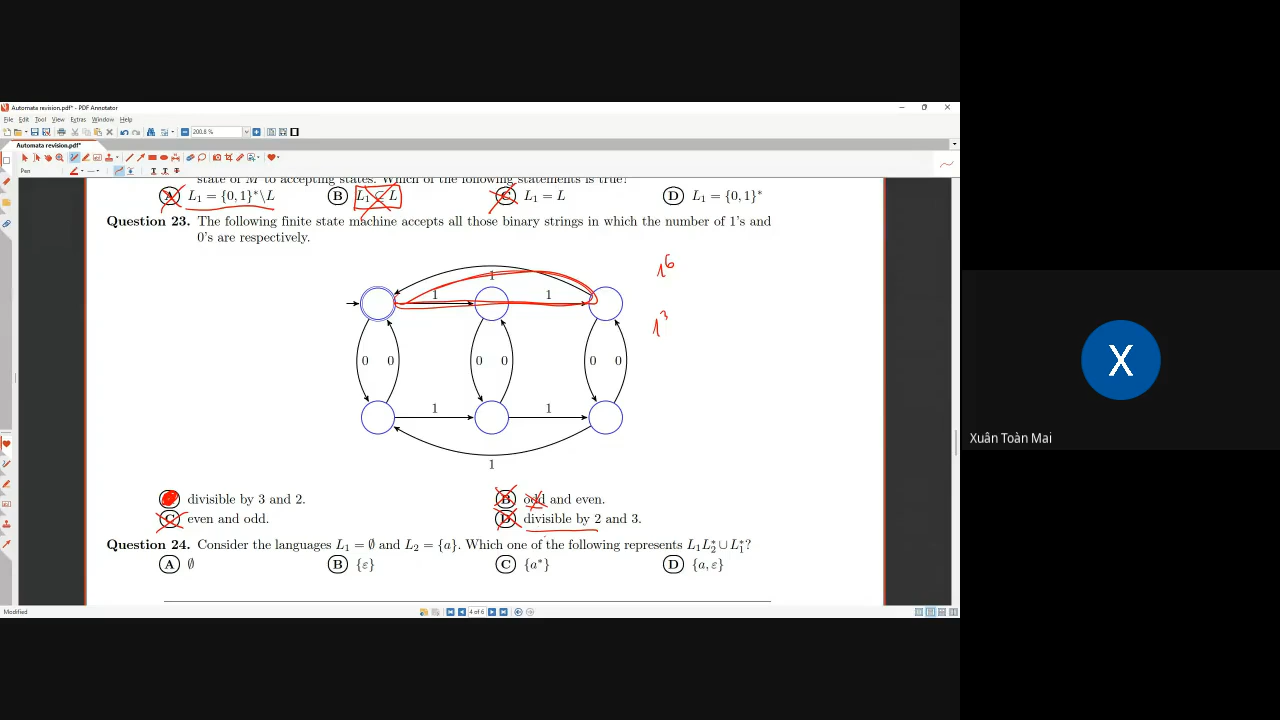 Automata revision.pdf* - PDF Annotator
File Edit Tool View Extras Window Help
200.8 %
Automata revision.pdf*
Pen
state of M to accepting states. Which of the following statements is true?
A L₁ = {0, 1}*\L B L₁ ⊆ L C L₁ = L D L₁ = {0, 1}*
Question 23. The following finite state machine accepts all those binary strings in which the number of 1's and
0's are respectively.
1
1 1
0 0 0 0 0 0
1 1
1
1⁶
1³
A divisible by 3 and 2. B odd and even.
C even and odd. D divisible by 2 and 3.
Question 24. Consider the languages L₁ = ∅ and L₂ = {a}. Which one of the following represents L₁L₂* ∪ L₁*?
A ∅ B {ε} C {a*} D {a, ε}
Modified
4 of 6
X
Xuân Toàn Mai